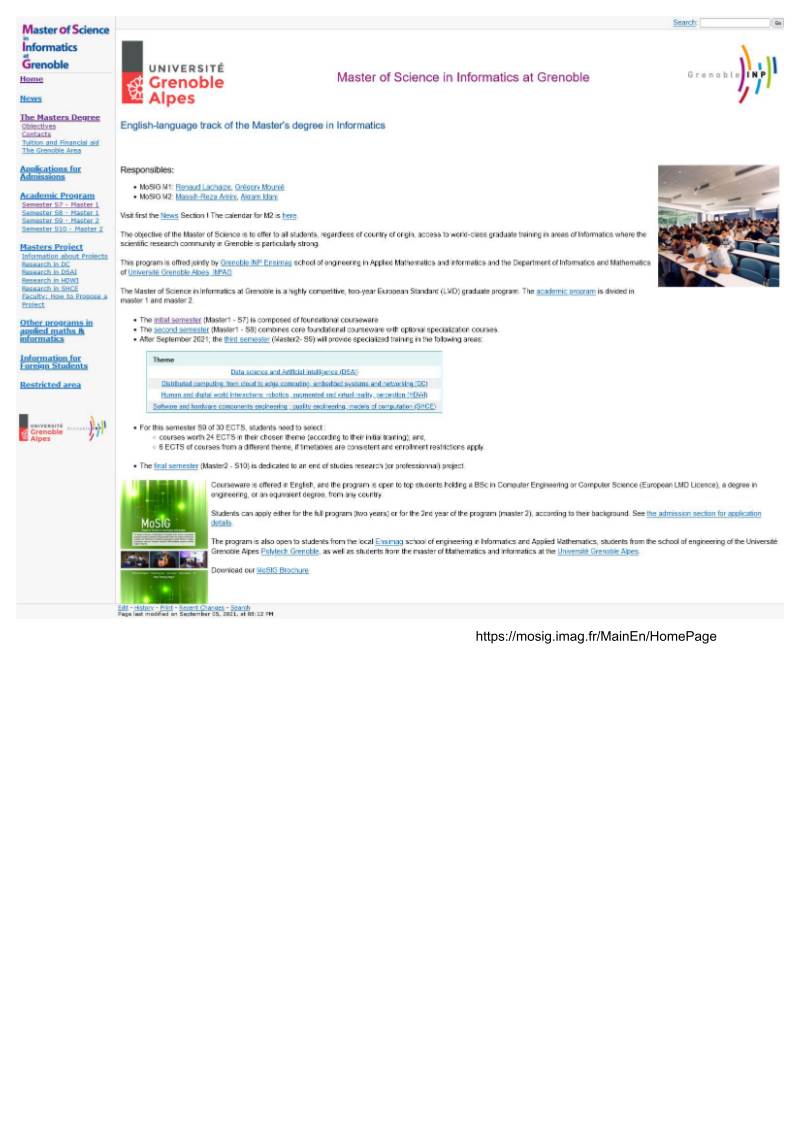 Search:
Go
Master of Science
in
Informatics
at
Grenoble
Home
News
The Masters Degree
Objectives
Contacts
Tuition and Financial aid
The Grenoble Area
Applications for
Admissions
Academic Program
Semester S7 - Master 1
Semester S8 - Master 1
Semester S9 - Master 2
Semester S10 - Master 2
Masters Project
Information about Projects
Research in DC
Research in DSAI
Research in HDWI
Research in SHCE
Faculty: How to Propose a
Project
Other programs in
applied maths &
informatics
Information for
Foreign Students
Restricted area
UNIVERSITÉ
Grenoble
Alpes
Grenoble INP
UNIVERSITÉ
Grenoble
Alpes
Master of Science in Informatics at Grenoble
Grenoble INP
English-language track of the Master's degree in Informatics
Responsibles:
• MoSIG M1: Renaud Lachaize, Grégory Mounié
• MoSIG M2: Massih-Reza Amini, Akram Idani
Visit first the News Section ! The calendar for M2 is here.
The objective of the Master of Science is to offer to all students, regardless of country of origin, access to world-class graduate training in areas of Informatics where the
scientific research community in Grenoble is particularly strong.
This program is offred jointly by Grenoble INP Ensimag school of engineering in Applied Mathematics and informatics and the Department of Informatics and Mathematics
of Université Grenoble Alpes, IM²AG
The Master of Science in Informatics at Grenoble is a highly competitive, two-year European Standard (LMD) graduate program. The academic program is divided in
master 1 and master 2.
• The initial semester (Master1 - S7) is composed of foundational courseware
• The second semester (Master1 - S8) combines core foundational courseware with optional specialization courses.
• After September 2021; the third semester (Master2- S9) will provide specialized training in the following areas:
Theme
Data science and Artificial intelligence (DSAI)
Distributed computing: from cloud to edge computing, embedded systems and networking (DC)
Human and digital world interactions: robotics, augmented and virtual reality, perception (HDWI)
Software and hardware components engineering : quality engineering, models of computation (SHCE)
• For this semester S9 of 30 ECTS, students need to select :
○ courses worth 24 ECTS in their chosen theme (according to their initial training); and,
○ 6 ECTS of courses from a different theme, if timetables are consistent and enrollment restrictions apply.
• The final semester (Master2 - S10) is dedicated to an end of studies research (or professionnal) project.
MoSIG
Courseware is offered in English, and the program is open to top students holding a BSc in Computer Engineering or Computer Science (European LMD Licence), a degree in
engineering, or an equivalent degree, from any country.
Students can apply either for the full program (two years) or for the 2nd year of the program (master 2), according to their background. See the admission section for application
details.
The program is also open to students from the local Ensimag school of engineering in Informatics and Applied Mathematics, students from the school of engineering of the Université
Grenoble Alpes Polytech Grenoble, as well as students from the master of Mathematics and Informatics at the Université Grenoble Alpes.
Download our MoSIG Brochure
Edit - History - Print - Recent Changes - Search
Page last modified on September 05, 2021, at 05:12 PM
https://mosig.imag.fr/MainEn/HomePage